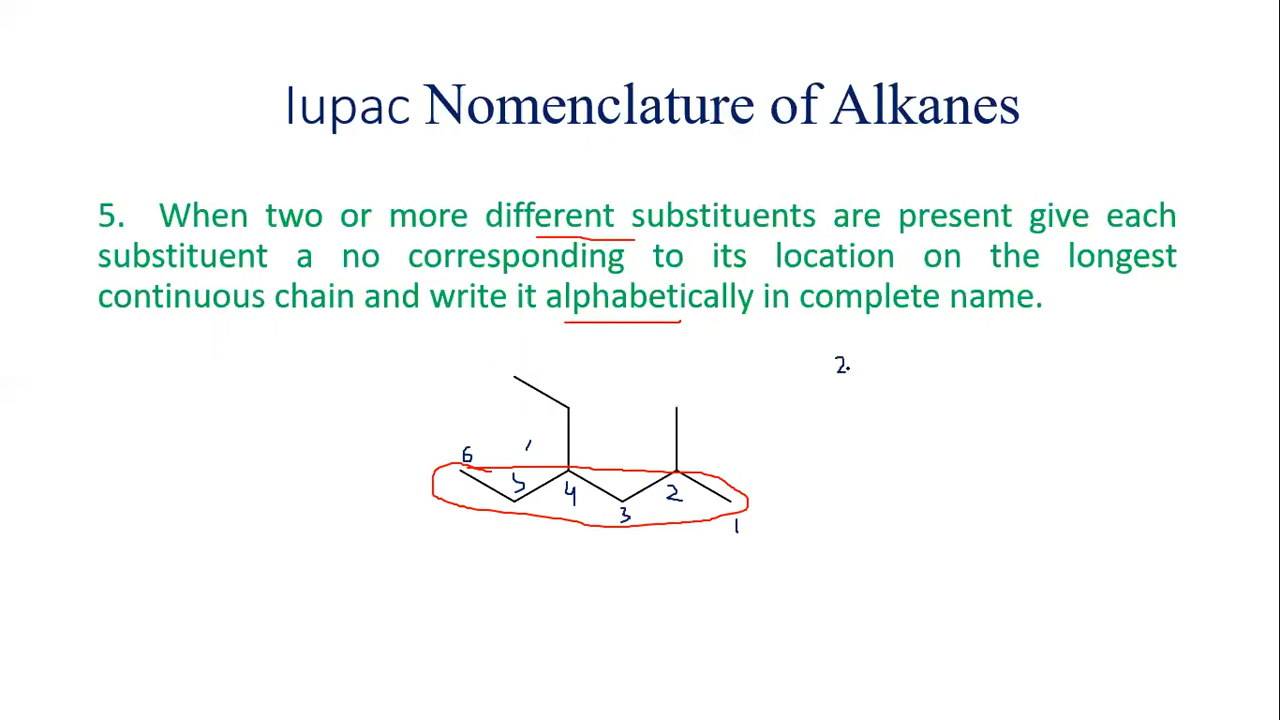 Iupac Nomenclature of Alkanes
5. When two or more different substituents are present give each
substituent a no corresponding to its location on the longest
continuous chain and write it alphabetically in complete name.
2.
6
5 4 2
3
1